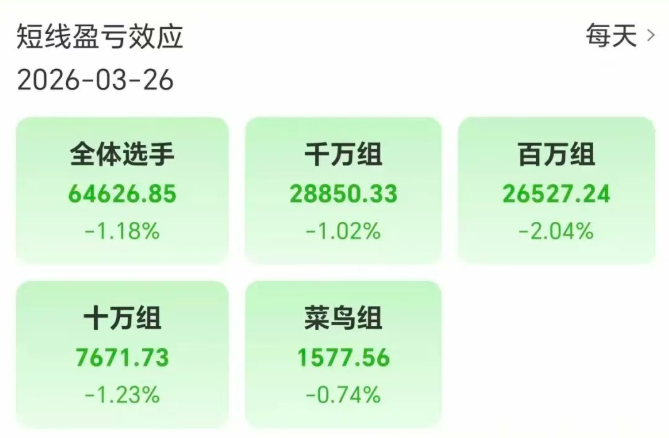 短线盈亏效应
每天 >
2026-03-26
全体选手
64626.85
-1.18%
千万组
28850.33
-1.02%
百万组
26527.24
-2.04%
十万组
7671.73
-1.23%
菜鸟组
1577.56
-0.74%